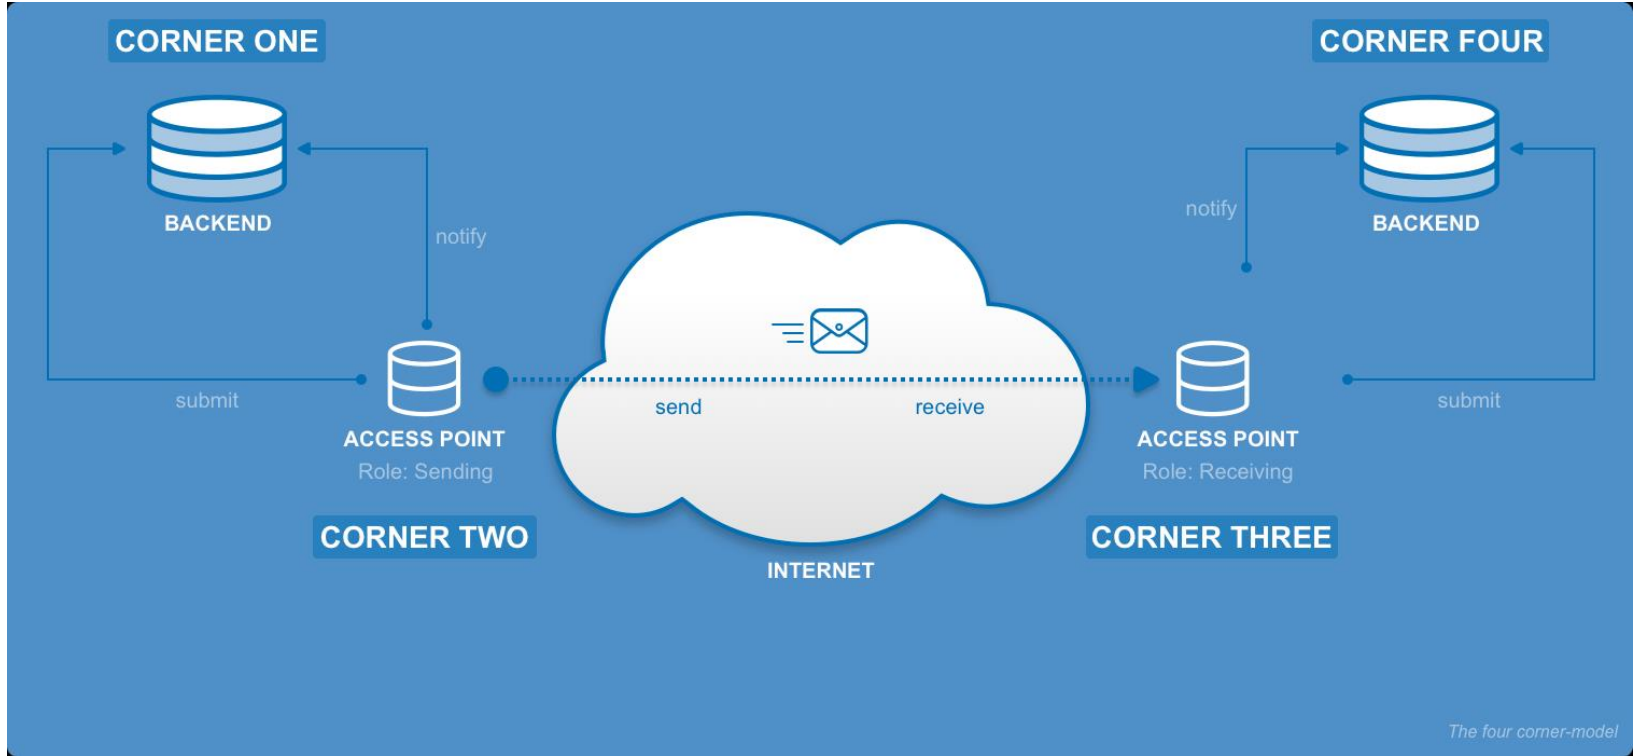 CORNER ONE
CORNER FOUR
BACKEND
BACKEND
notify
notify
submit
send
receive
submit
ACCESS POINT
Role: Sending
ACCESS POINT
Role: Receiving
CORNER TWO
CORNER THREE
INTERNET
The four corner-model